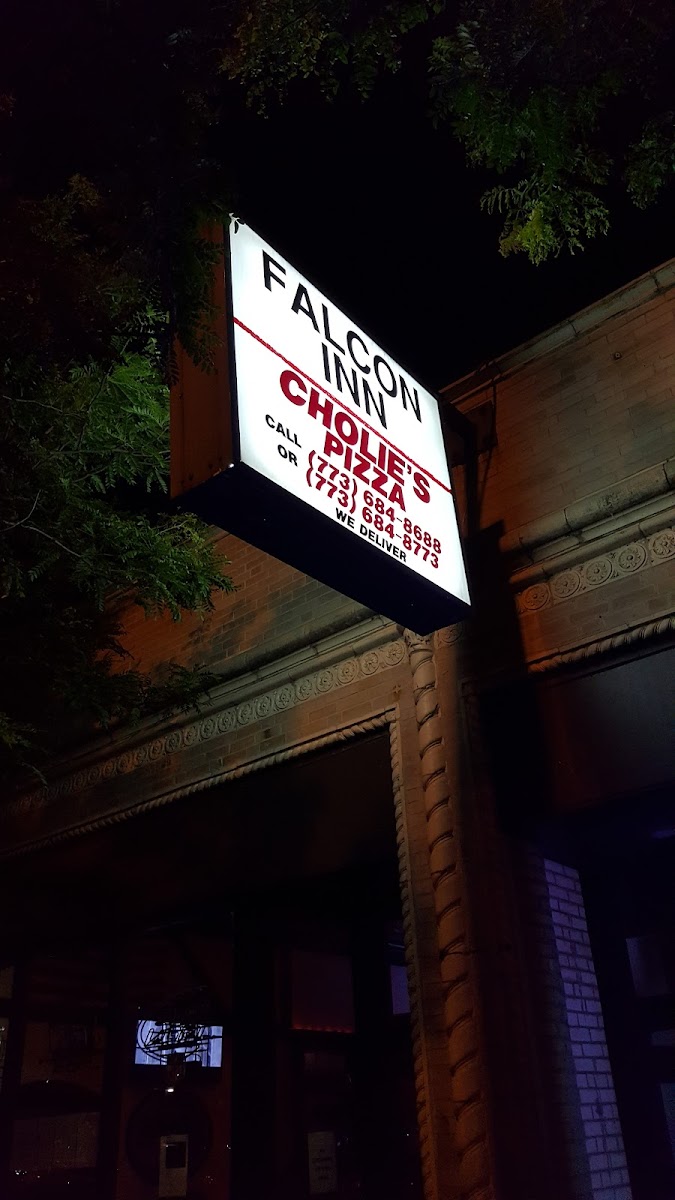 FALCON
INN
CHOLIE'S
PIZZA
CALL (773) 684-8688
OR (773) 684-8773
WE DELIVER